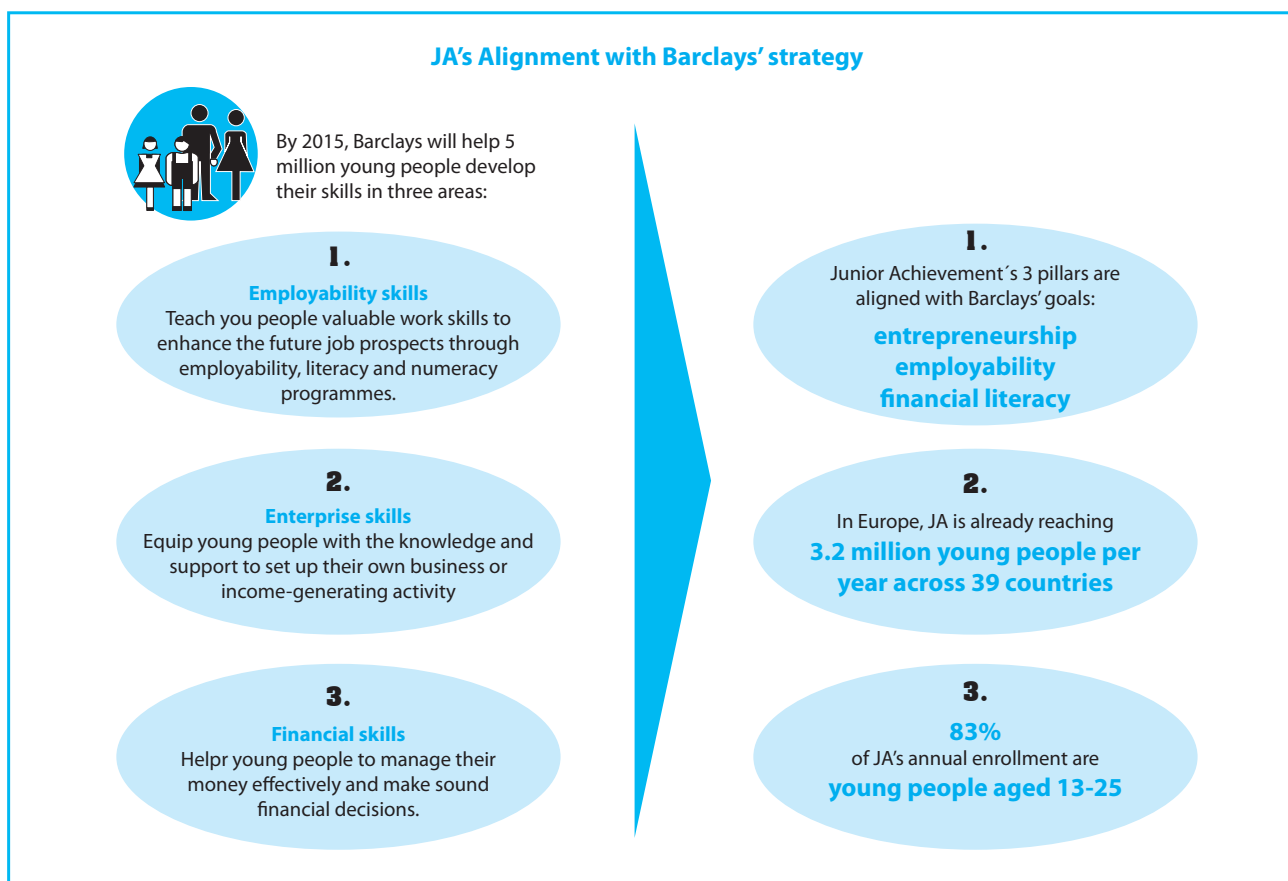 JA's Alignment with Barclays' strategy
By 2015, Barclays will help 5
million young people develop
their skills in three areas:
1.
Employability skills
Teach you people valuable work skills to
enhance the future job prospects through
employability, literacy and numeracy
programmes.
2.
Enterprise skills
Equip young people with the knowledge and
support to set up their own business or
income-generating activity
3.
Financial skills
Helpr young people to manage their
money effectively and make sound
financial decisions.
1.
Junior Achievement´s 3 pillars are
aligned with Barclays' goals:
entrepreneurship
employability
financial literacy
2.
In Europe, JA is already reaching
3.2 million young people per
year across 39 countries
3.
83%
of JA's annual enrollment are
young people aged 13-25